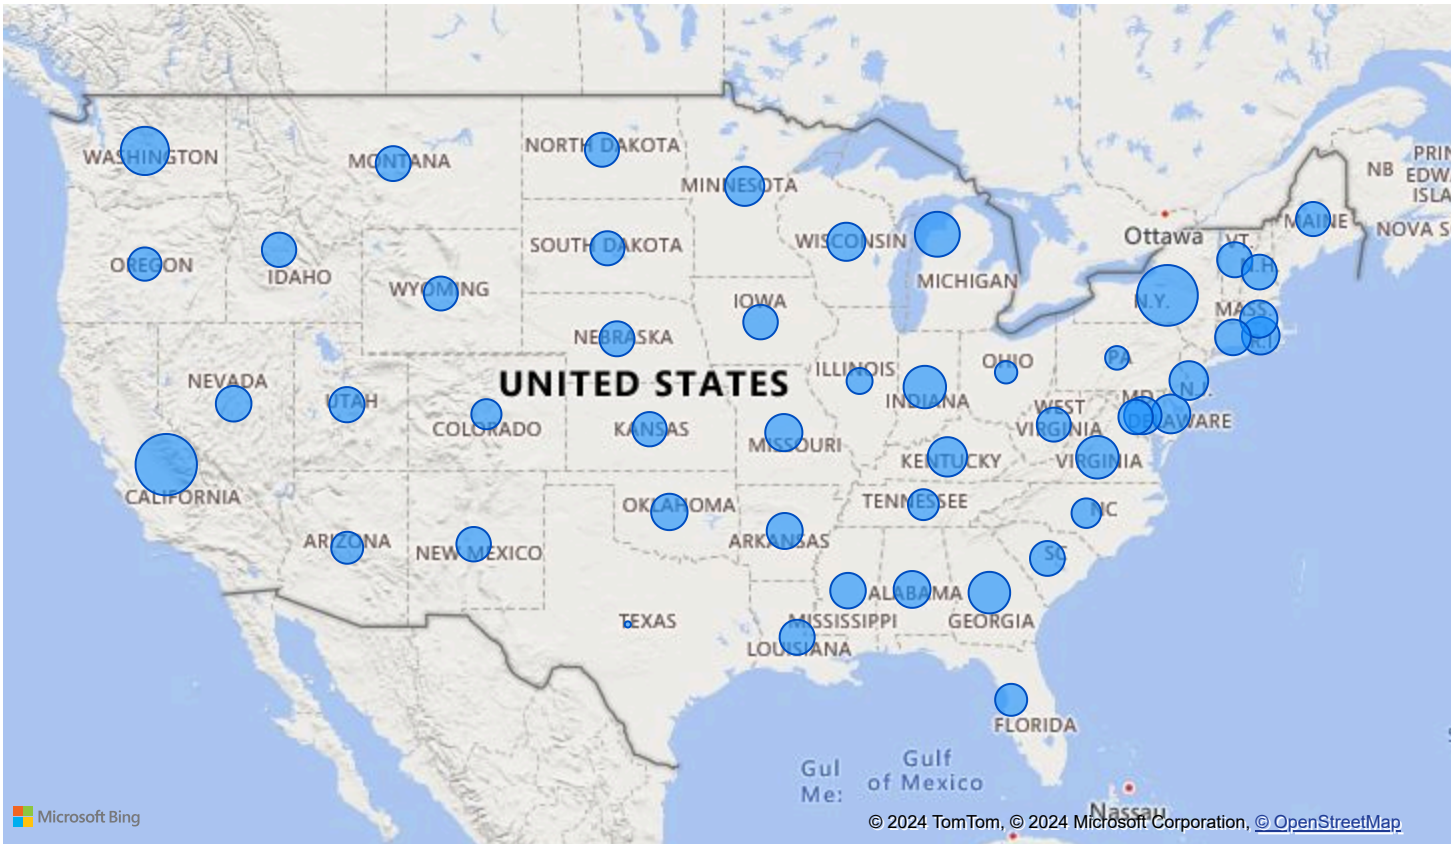 PRIN
NB EDW
ISLA
NORTH DAKOTA
WASHINGTON
MONTANA
MINNESOTA
MAINE
NOVA S
Ottawa
VT.
WISCONSIN
SOUTH DAKOTA
OREGON
IDAHO
N.H.
MICHIGAN
WYOMING
IOWA
N.Y.
MASS.
NEBRASKA
R.I.
ILLINOIS
OHIO
PA
NEVADA
UNITED STATES
UTAH
INDIANA
N.J.
MD.
WEST
VIRGINIA
DELAWARE
COLORADO
KANSAS
MISSOURI
KENTUCKY
VIRGINIA
CALIFORNIA
OKLAHOMA
TENNESSEE
NC
ARIZONA
NEW MEXICO
ARKANSAS
SC
ALABAMA
TEXAS
MISSISSIPPI
GEORGIA
LOUISIANA
FLORIDA
Gul
Me:
Gulf
of Mexico
Microsoft Bing
Nassau
© 2024 TomTom, © 2024 Microsoft Corporation, © OpenStreetMap